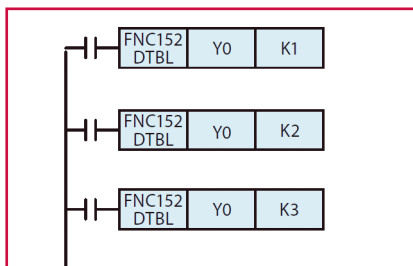 FNC152
DTBL Y0 K1
FNC152
DTBL Y0 K2
FNC152
DTBL Y0 K3